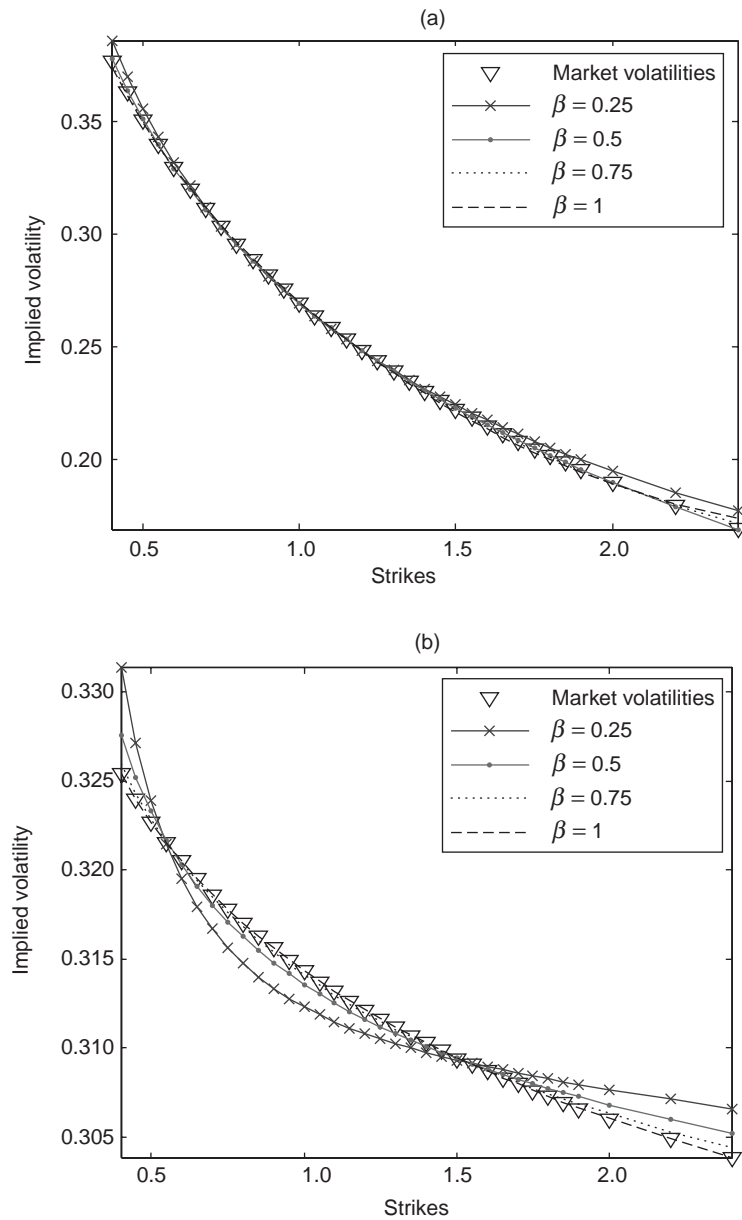 (a)
Market volatilities
β = 0.25
β = 0.5
β = 0.75
β = 1
0.35
0.30
0.25
0.20
Implied volatility
0.5
1.0
1.5
2.0
Strikes
(b)
Market volatilities
β = 0.25
β = 0.5
β = 0.75
β = 1
0.330
0.325
0.320
0.315
0.310
0.305
Implied volatility
0.5
1.0
1.5
2.0
Strikes